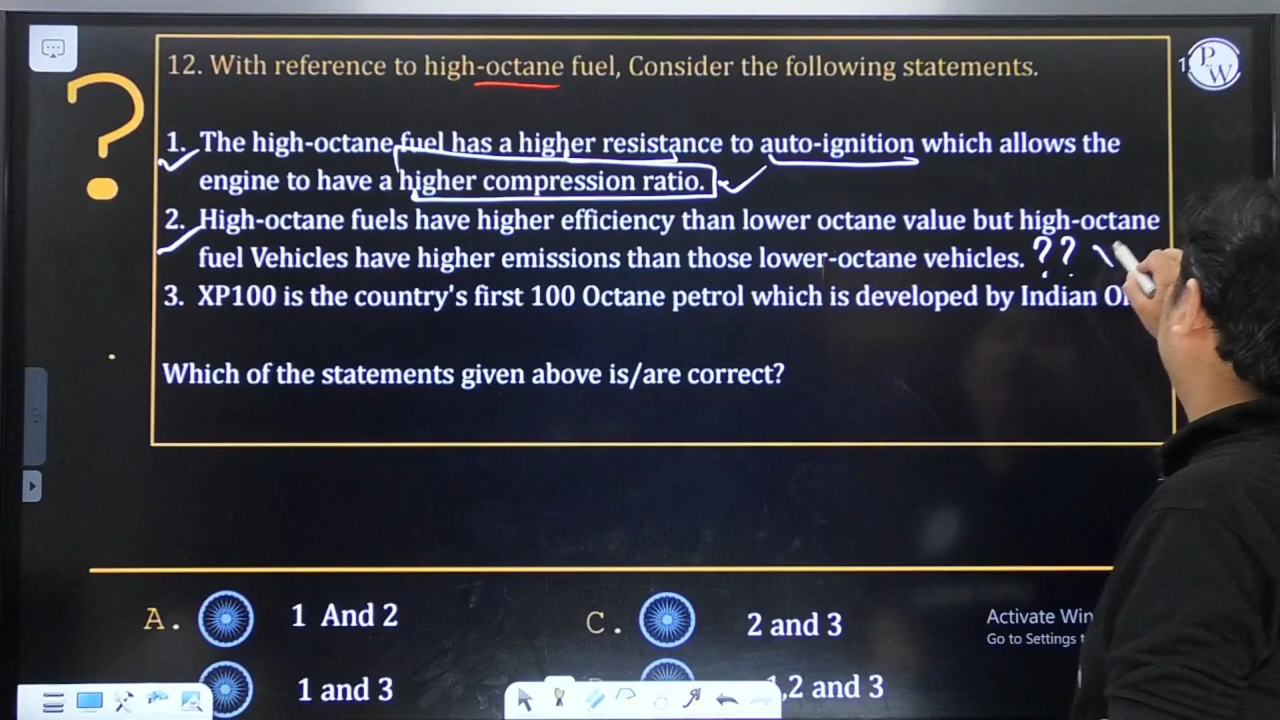 12. With reference to high-octane fuel, Consider the following statements.
P
W
1. The high-octane fuel has a higher resistance to auto-ignition which allows the
engine to have a higher compression ratio.
2. High-octane fuels have higher efficiency than lower octane value but high-octane
fuel Vehicles have higher emissions than those lower-octane vehicles. ??
3. XP100 is the country's first 100 Octane petrol which is developed by Indian
Which of the statements given above is/are correct?
A. 1 And 2
C. 2 and 3
Activate Win
Go to Settings
1 and 3
1,2 and 3